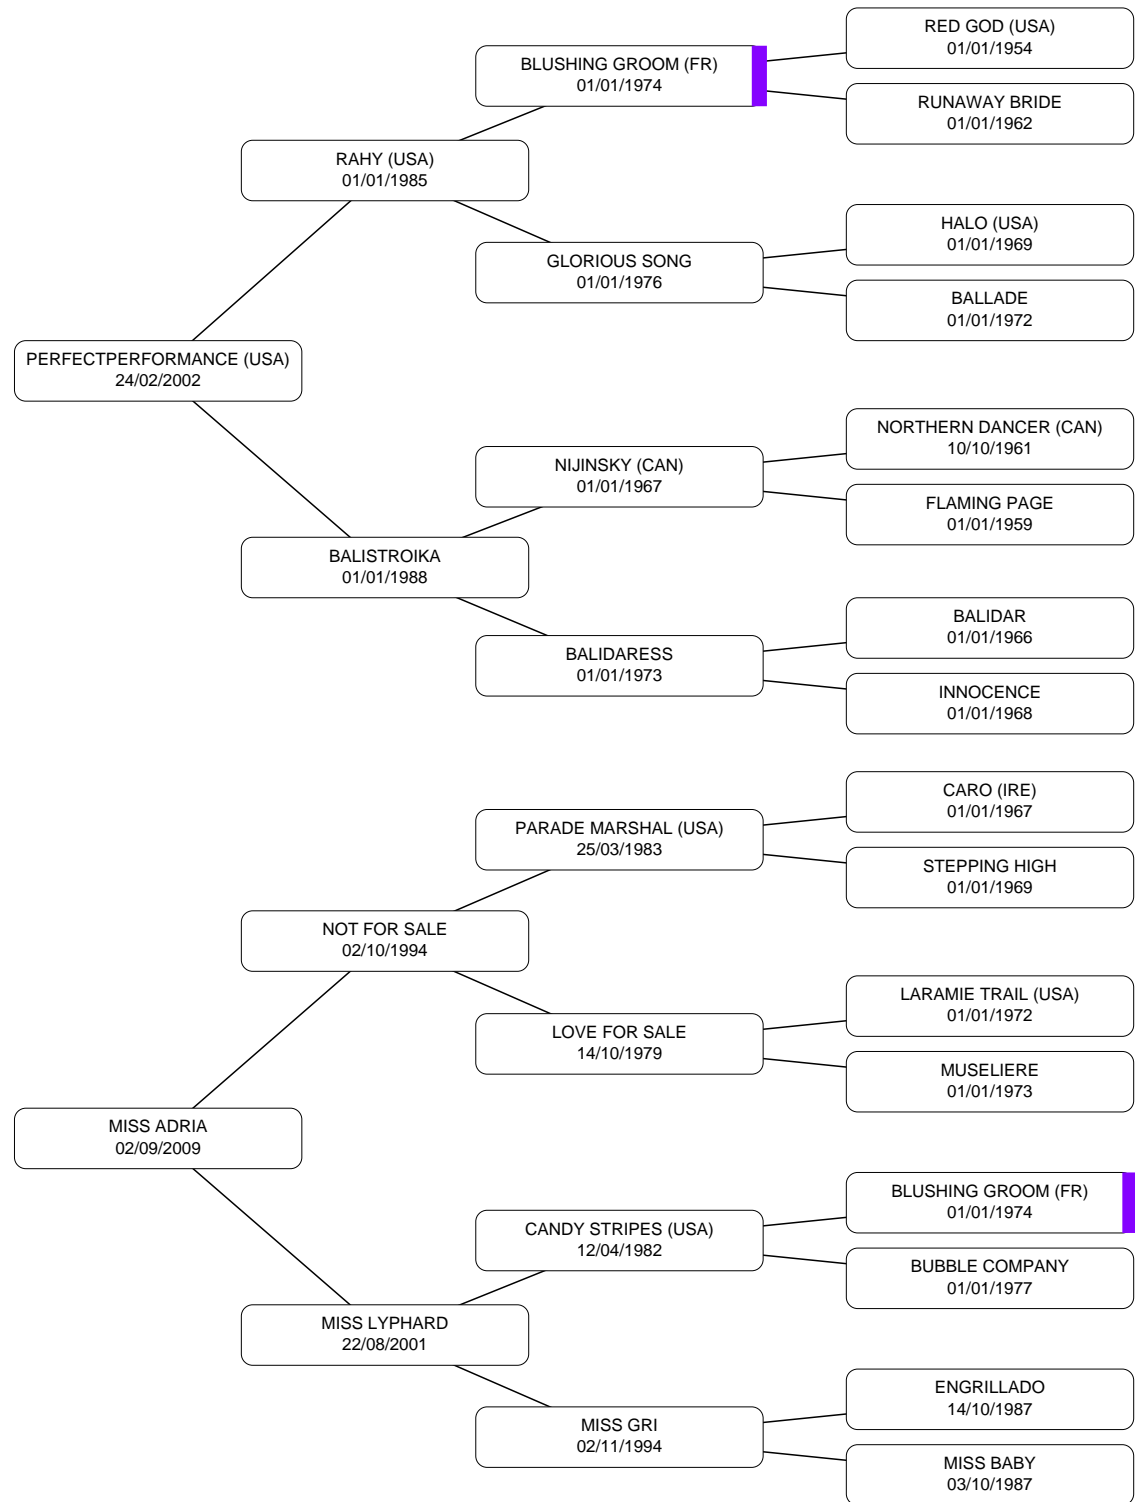 RED GOD (USA)
01/01/1954
BLUSHING GROOM (FR)
01/01/1974
RUNAWAY BRIDE
01/01/1962
RAHY (USA)
01/01/1985
HALO (USA)
01/01/1969
GLORIOUS SONG
01/01/1976
BALLADE
01/01/1972
PERFECTPERFORMANCE (USA)
24/02/2002
NORTHERN DANCER (CAN)
10/10/1961
NIJINSKY (CAN)
01/01/1967
FLAMING PAGE
01/01/1959
BALISTROIKA
01/01/1988
BALIDAR
01/01/1966
BALIDARESS
01/01/1973
INNOCENCE
01/01/1968
CARO (IRE)
01/01/1967
PARADE MARSHAL (USA)
25/03/1983
STEPPING HIGH
01/01/1969
NOT FOR SALE
02/10/1994
LARAMIE TRAIL (USA)
01/01/1972
LOVE FOR SALE
14/10/1979
MUSELIERE
01/01/1973
MISS ADRIA
02/09/2009
BLUSHING GROOM (FR)
01/01/1974
CANDY STRIPES (USA)
12/04/1982
BUBBLE COMPANY
01/01/1977
MISS LYPHARD
22/08/2001
ENGRILLADO
14/10/1987
MISS GRI
02/11/1994
MISS BABY
03/10/1987